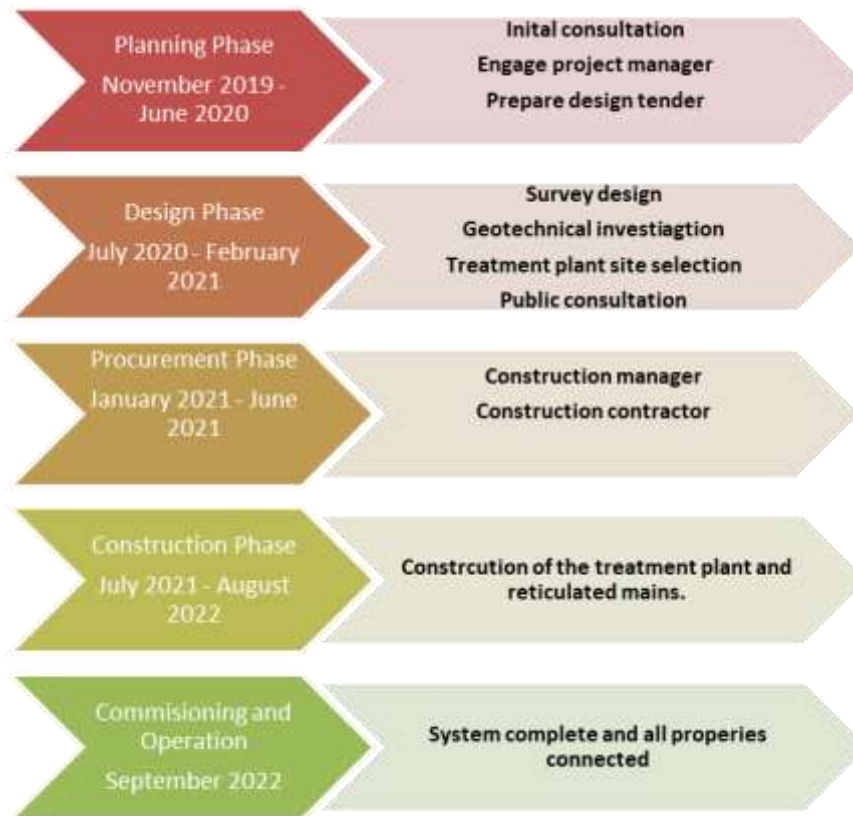 Planning Phase
November 2019 -
June 2020
Inital consultation
Engage project manager
Prepare design tender
Design Phase
July 2020 - February
2021
Survey design
Geotechnical investiagtion
Treatment plant site selection
Public consultation
Procurement Phase
January 2021 - June
2021
Construction manager
Construction contractor
Construction Phase
July 2021 - August
2022
Constrcution of the treatment plant and
reticulated mains.
Commisioning and
Operation
September 2022
System complete and all properies
connected